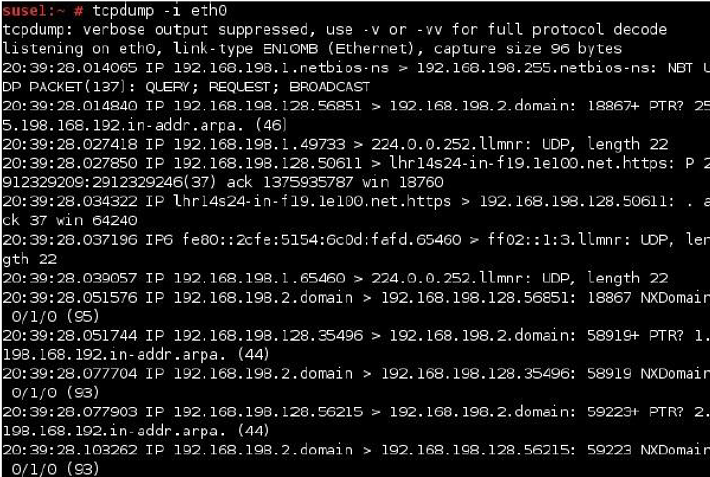 suse1:~ # tcpdump -i eth0
tcpdump: verbose output suppressed, use -v or -vv for full protocol decode
listening on eth0, link-type EN10MB (Ethernet), capture size 96 bytes
20:39:28.014065 IP 192.168.198.1.netbios-ns > 192.168.198.255.netbios-ns: NBT U
DP PACKET(137): QUERY; REQUEST; BROADCAST
20:39:28.014840 IP 192.168.198.128.56851 > 192.168.198.2.domain: 18867+ PTR? 25
5.198.168.192.in-addr.arpa. (46)
20:39:28.027418 IP 192.168.198.1.49733 > 224.0.0.252.llmnr: UDP, length 22
20:39:28.027850 IP 192.168.198.128.50611 > lhr14s24-in-f19.1e100.net.https: P 2
912329209:2912329246(37) ack 1375935787 win 18760
20:39:28.034322 IP lhr14s24-in-f19.1e100.net.https > 192.168.198.128.50611: . a
ck 37 win 64240
20:39:28.037196 IP6 fe80::2cfe:5154:6c0d:fafd.65460 > ff02::1:3.llmnr: UDP, len
gth 22
20:39:28.039057 IP 192.168.198.1.65460 > 224.0.0.252.llmnr: UDP, length 22
20:39:28.051576 IP 192.168.198.2.domain > 192.168.198.128.56851: 18867 NXDomain
0/1/0 (95)
20:39:28.051744 IP 192.168.198.128.35496 > 192.168.198.2.domain: 58919+ PTR? 1.
198.168.192.in-addr.arpa. (44)
20:39:28.077704 IP 192.168.198.2.domain > 192.168.198.128.35496: 58919 NXDomain
0/1/0 (93)
20:39:28.077903 IP 192.168.198.128.56215 > 192.168.198.2.domain: 59223+ PTR? 2.
198.168.192.in-addr.arpa. (44)
20:39:28.103262 IP 192.168.198.2.domain > 192.168.198.128.56215: 59223 NXDomain
0/1/0 (93)